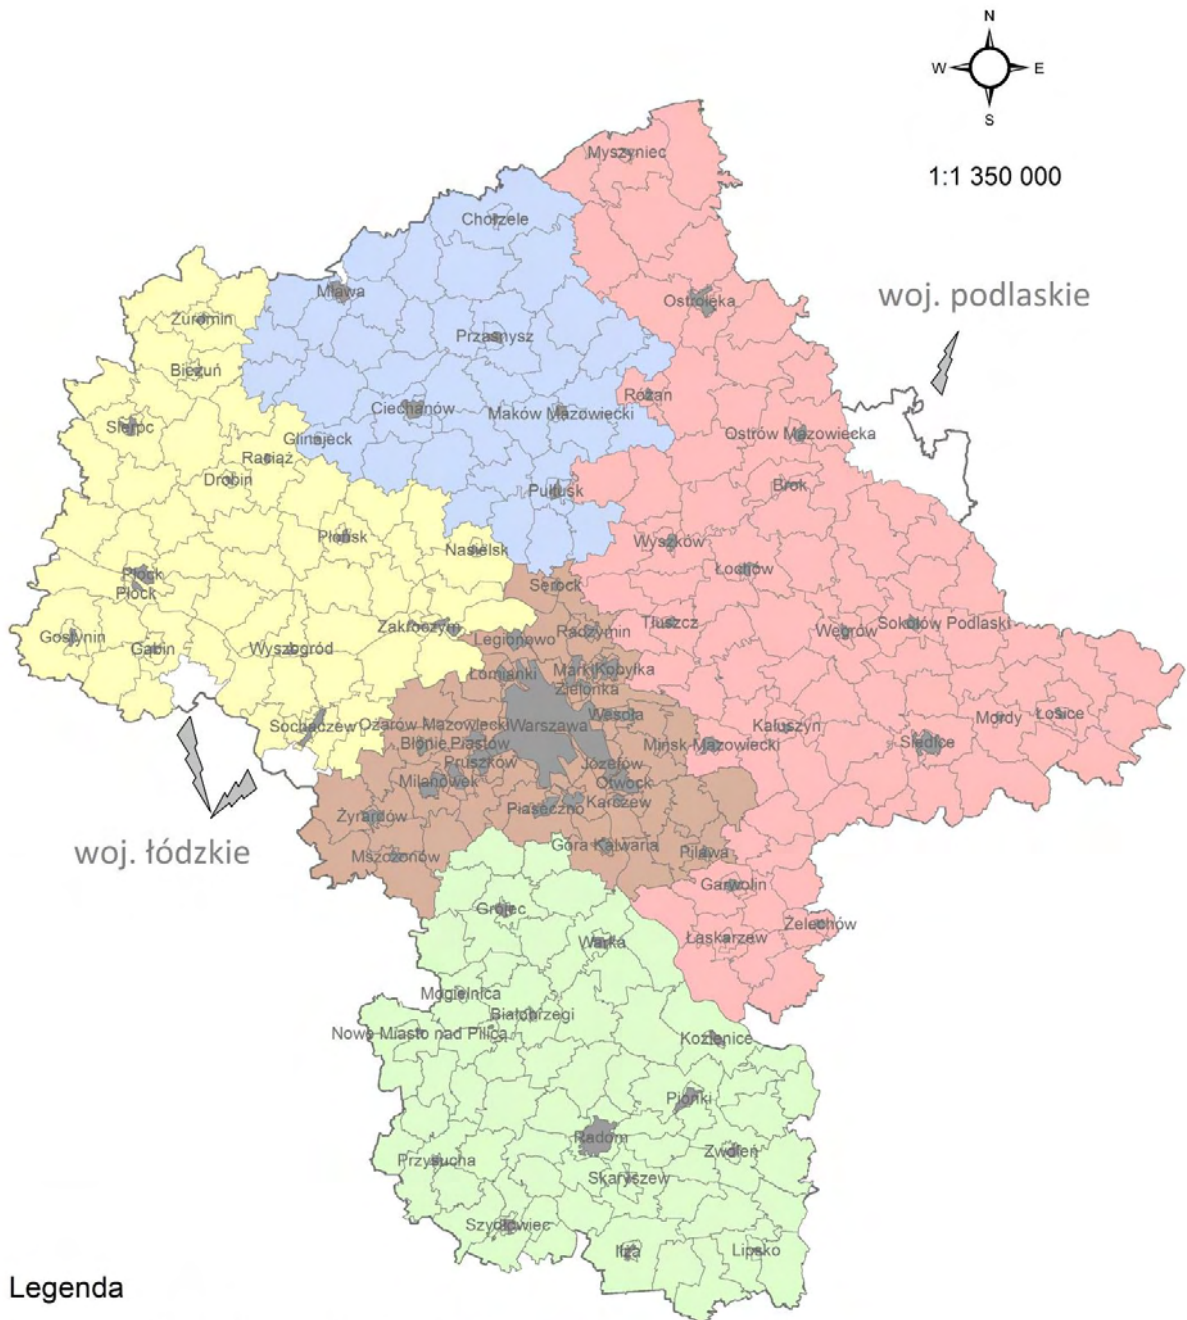 N
W E
S
1:1 350 000
Myszyniec
Chorzele
Mława
Ostrołęka
woj. podlaskie
Żuromin
Przasnysz
Bieżuń
Różan
Ciechanów
Maków Mazowiecki
Sierpc
Glinojeck
Ostrów Mazowiecka
Raciąż
Drobin
Brok
Pułtusk
Płońsk
Nasielsk
Wyszków
Łochów
Płock
Płock
Serock
Zakroczym
Legionowo
Radzymin
Tłuszcz
Węgrów
Sokołów Podlaski
Gostynin
Gąbin
Wyszogród
Łomianki
Marki
Kobyłka
Zielonka
Sochaczew
Ożarów Mazowiecki
Warszawa
Wesoła
Kałuszyn
Mordy
Łosice
Błonie
Piastów
Mińsk Mazowiecki
Siedlce
Pruszków
Józefów
Milanówek
Otwock
Piaseczno
Karczew
Żyrardów
Góra Kalwaria
Pilawa
Mszczonów
woj. łódzkie
Garwolin
Grójec
Żelechów
Warka
Łaskarzew
Mogielnica
Białobrzegi
Nowe Miasto nad Pilicą
Kozienice
Pionki
Radom
Zwoleń
Przysucha
Skaryszew
Szydłowiec
Iłża
Lipsko
Legenda